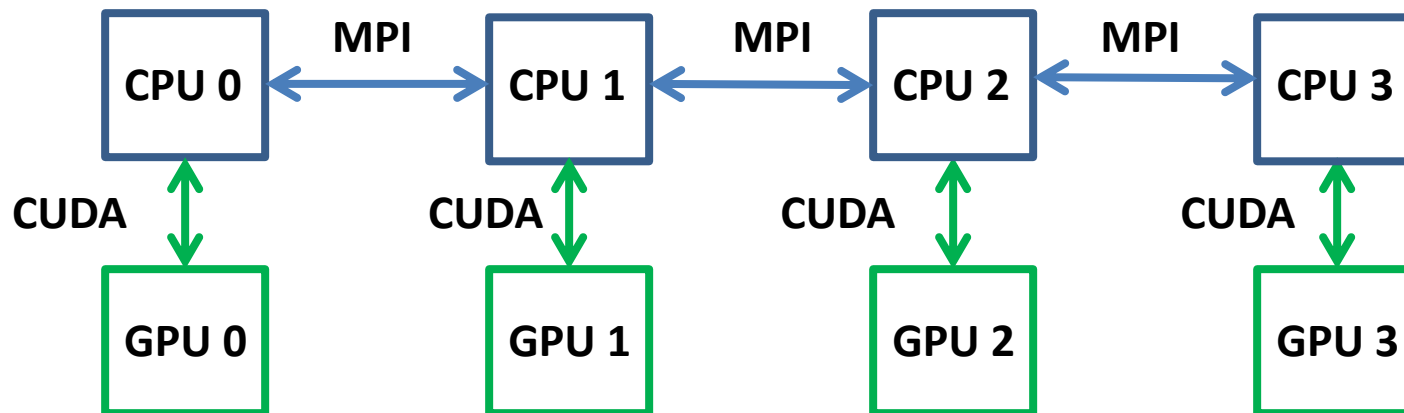 MPI MPI MPI
CPU 0 CPU 1 CPU 2 CPU 3
CUDA CUDA CUDA CUDA
GPU 0 GPU 1 GPU 2 GPU 3